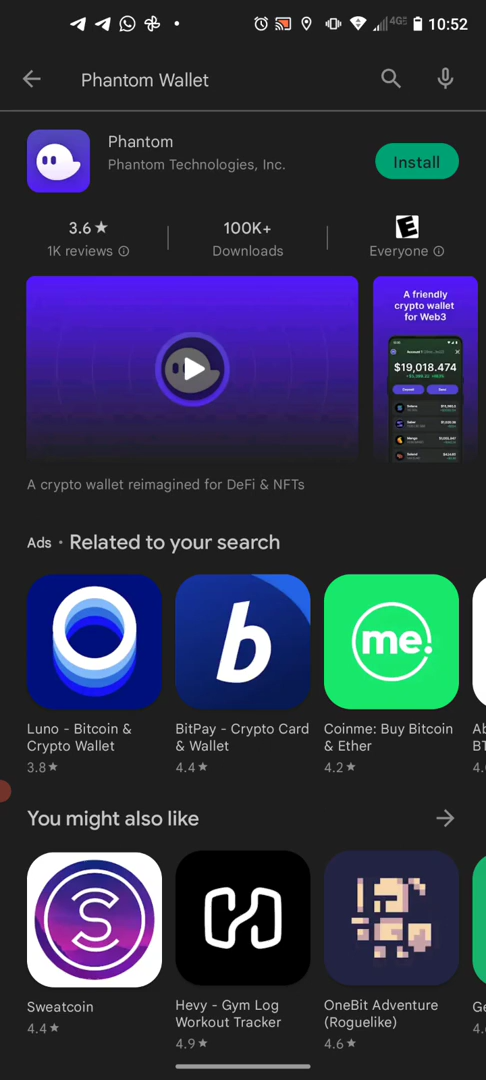 10:52
4G
Phantom Wallet
Phantom
Phantom Technologies, Inc.
Install
3.6★
1K reviews
100K+
Downloads
E
Everyone
A friendly
crypto wallet
for Web3
$19,018.474
A crypto wallet reimagined for DeFi & NFTs
Ads • Related to your search
b
me.
Luno - Bitcoin &
Crypto Wallet
3.8★
BitPay - Crypto Card
& Wallet
4.4★
Coinme: Buy Bitcoin
& Ether
4.2★
You might also like
S
Sweatcoin
4.4★
Hevy - Gym Log
Workout Tracker
4.9★
OneBit Adventure
(Roguelike)
4.6★